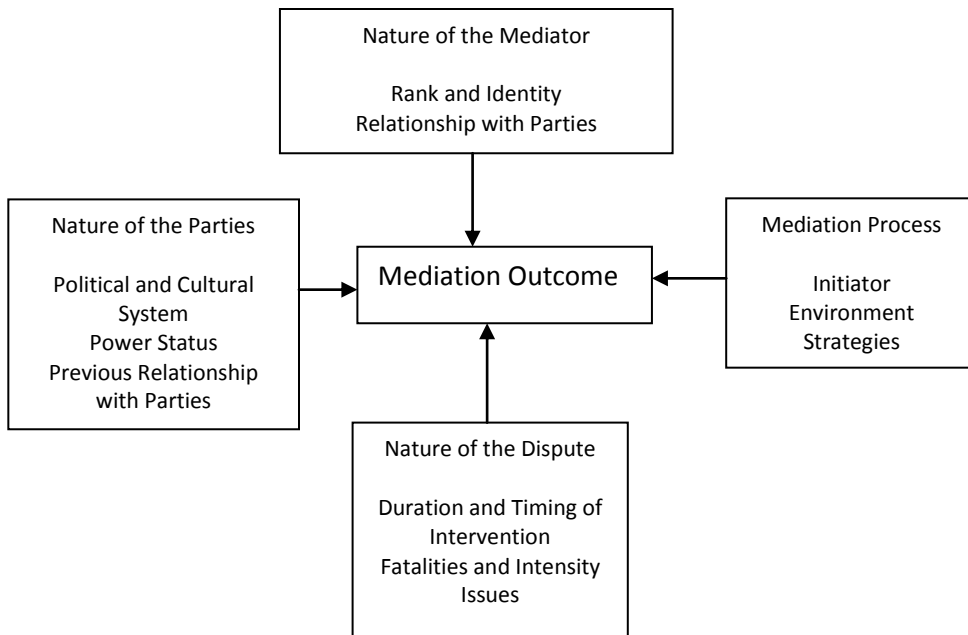 Nature of the Mediator
Rank and Identity
Relationship with Parties
Nature of the Parties
Political and Cultural
System
Power Status
Previous Relationship
with Parties
Mediation Outcome
Mediation Process
Initiator
Environment
Strategies
Nature of the Dispute
Duration and Timing of
Intervention
Fatalities and Intensity
Issues